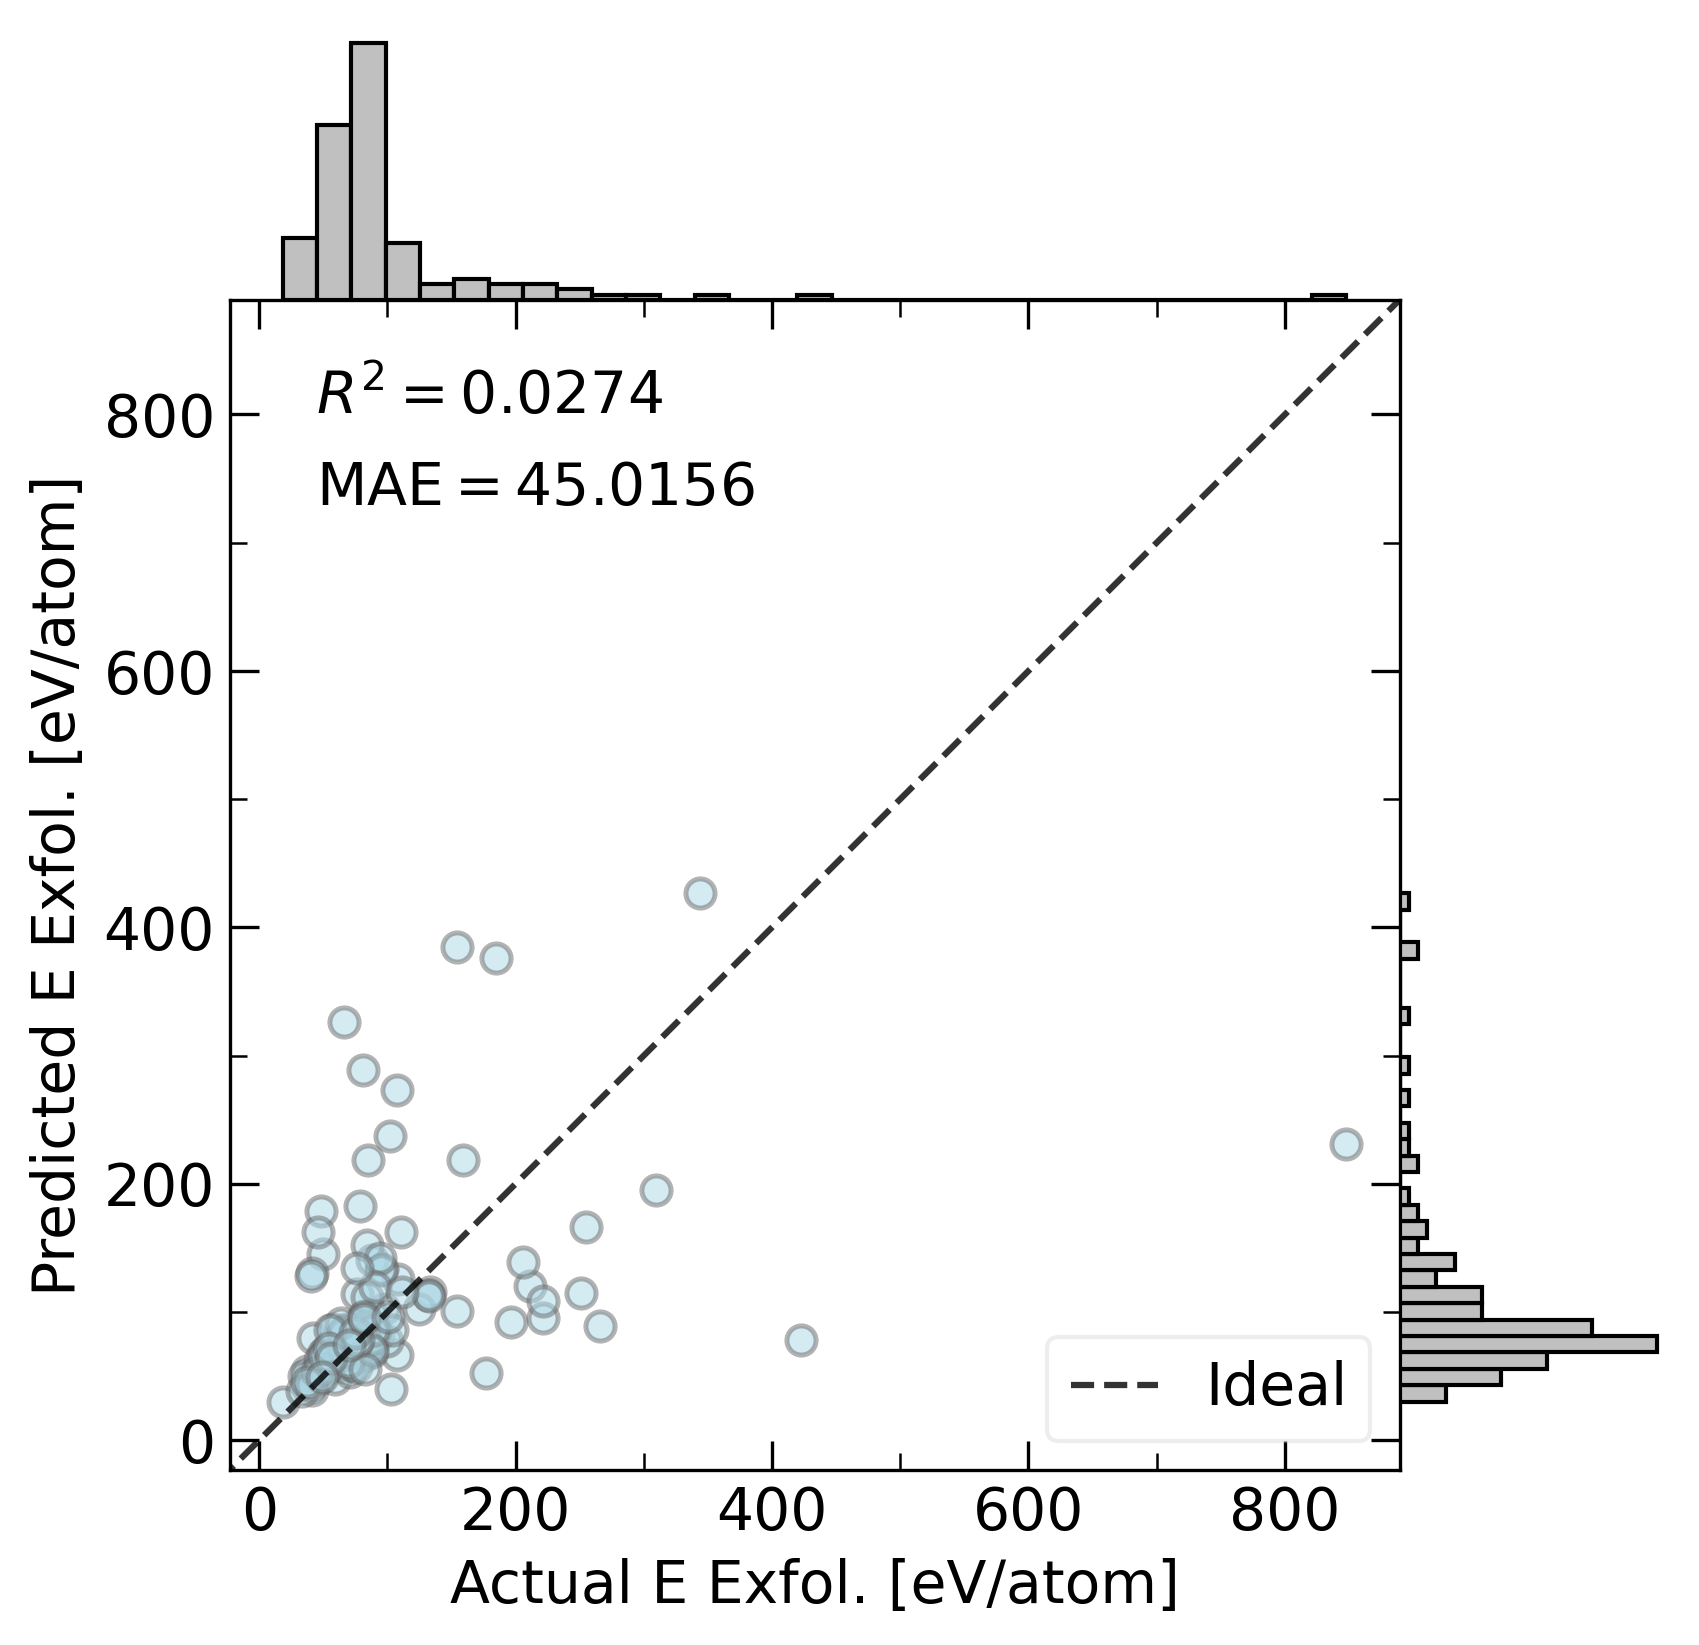 R² = 0.0274
MAE = 45.0156
800
600
400
200
0
Predicted E Exfol. [eV/atom]
Ideal
0 200 400 600 800
Actual E Exfol. [eV/atom]